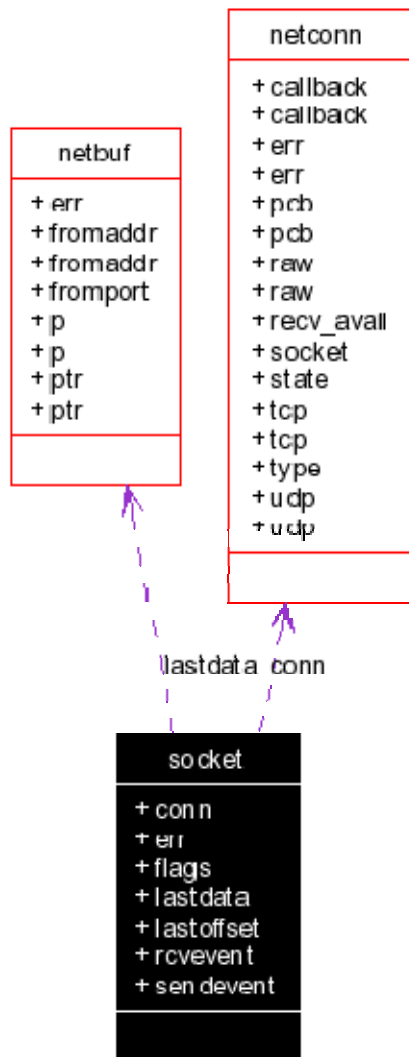 netconn
+ callback
+ callback
+ err
+ err
+ pcb
+ pcb
+ raw
+ raw
+ recv_avail
+ socket
+ state
+ tcp
+ tcp
+ type
+ udp
+ udp
netbuf
+ err
+ fromaddr
+ fromaddr
+ fromport
+ p
+ p
+ ptr
+ ptr
lastdata conn
socket
+ conn
+ err
+ flags
+ lastdata
+ lastoffset
+ rcvevent
+ sendevent